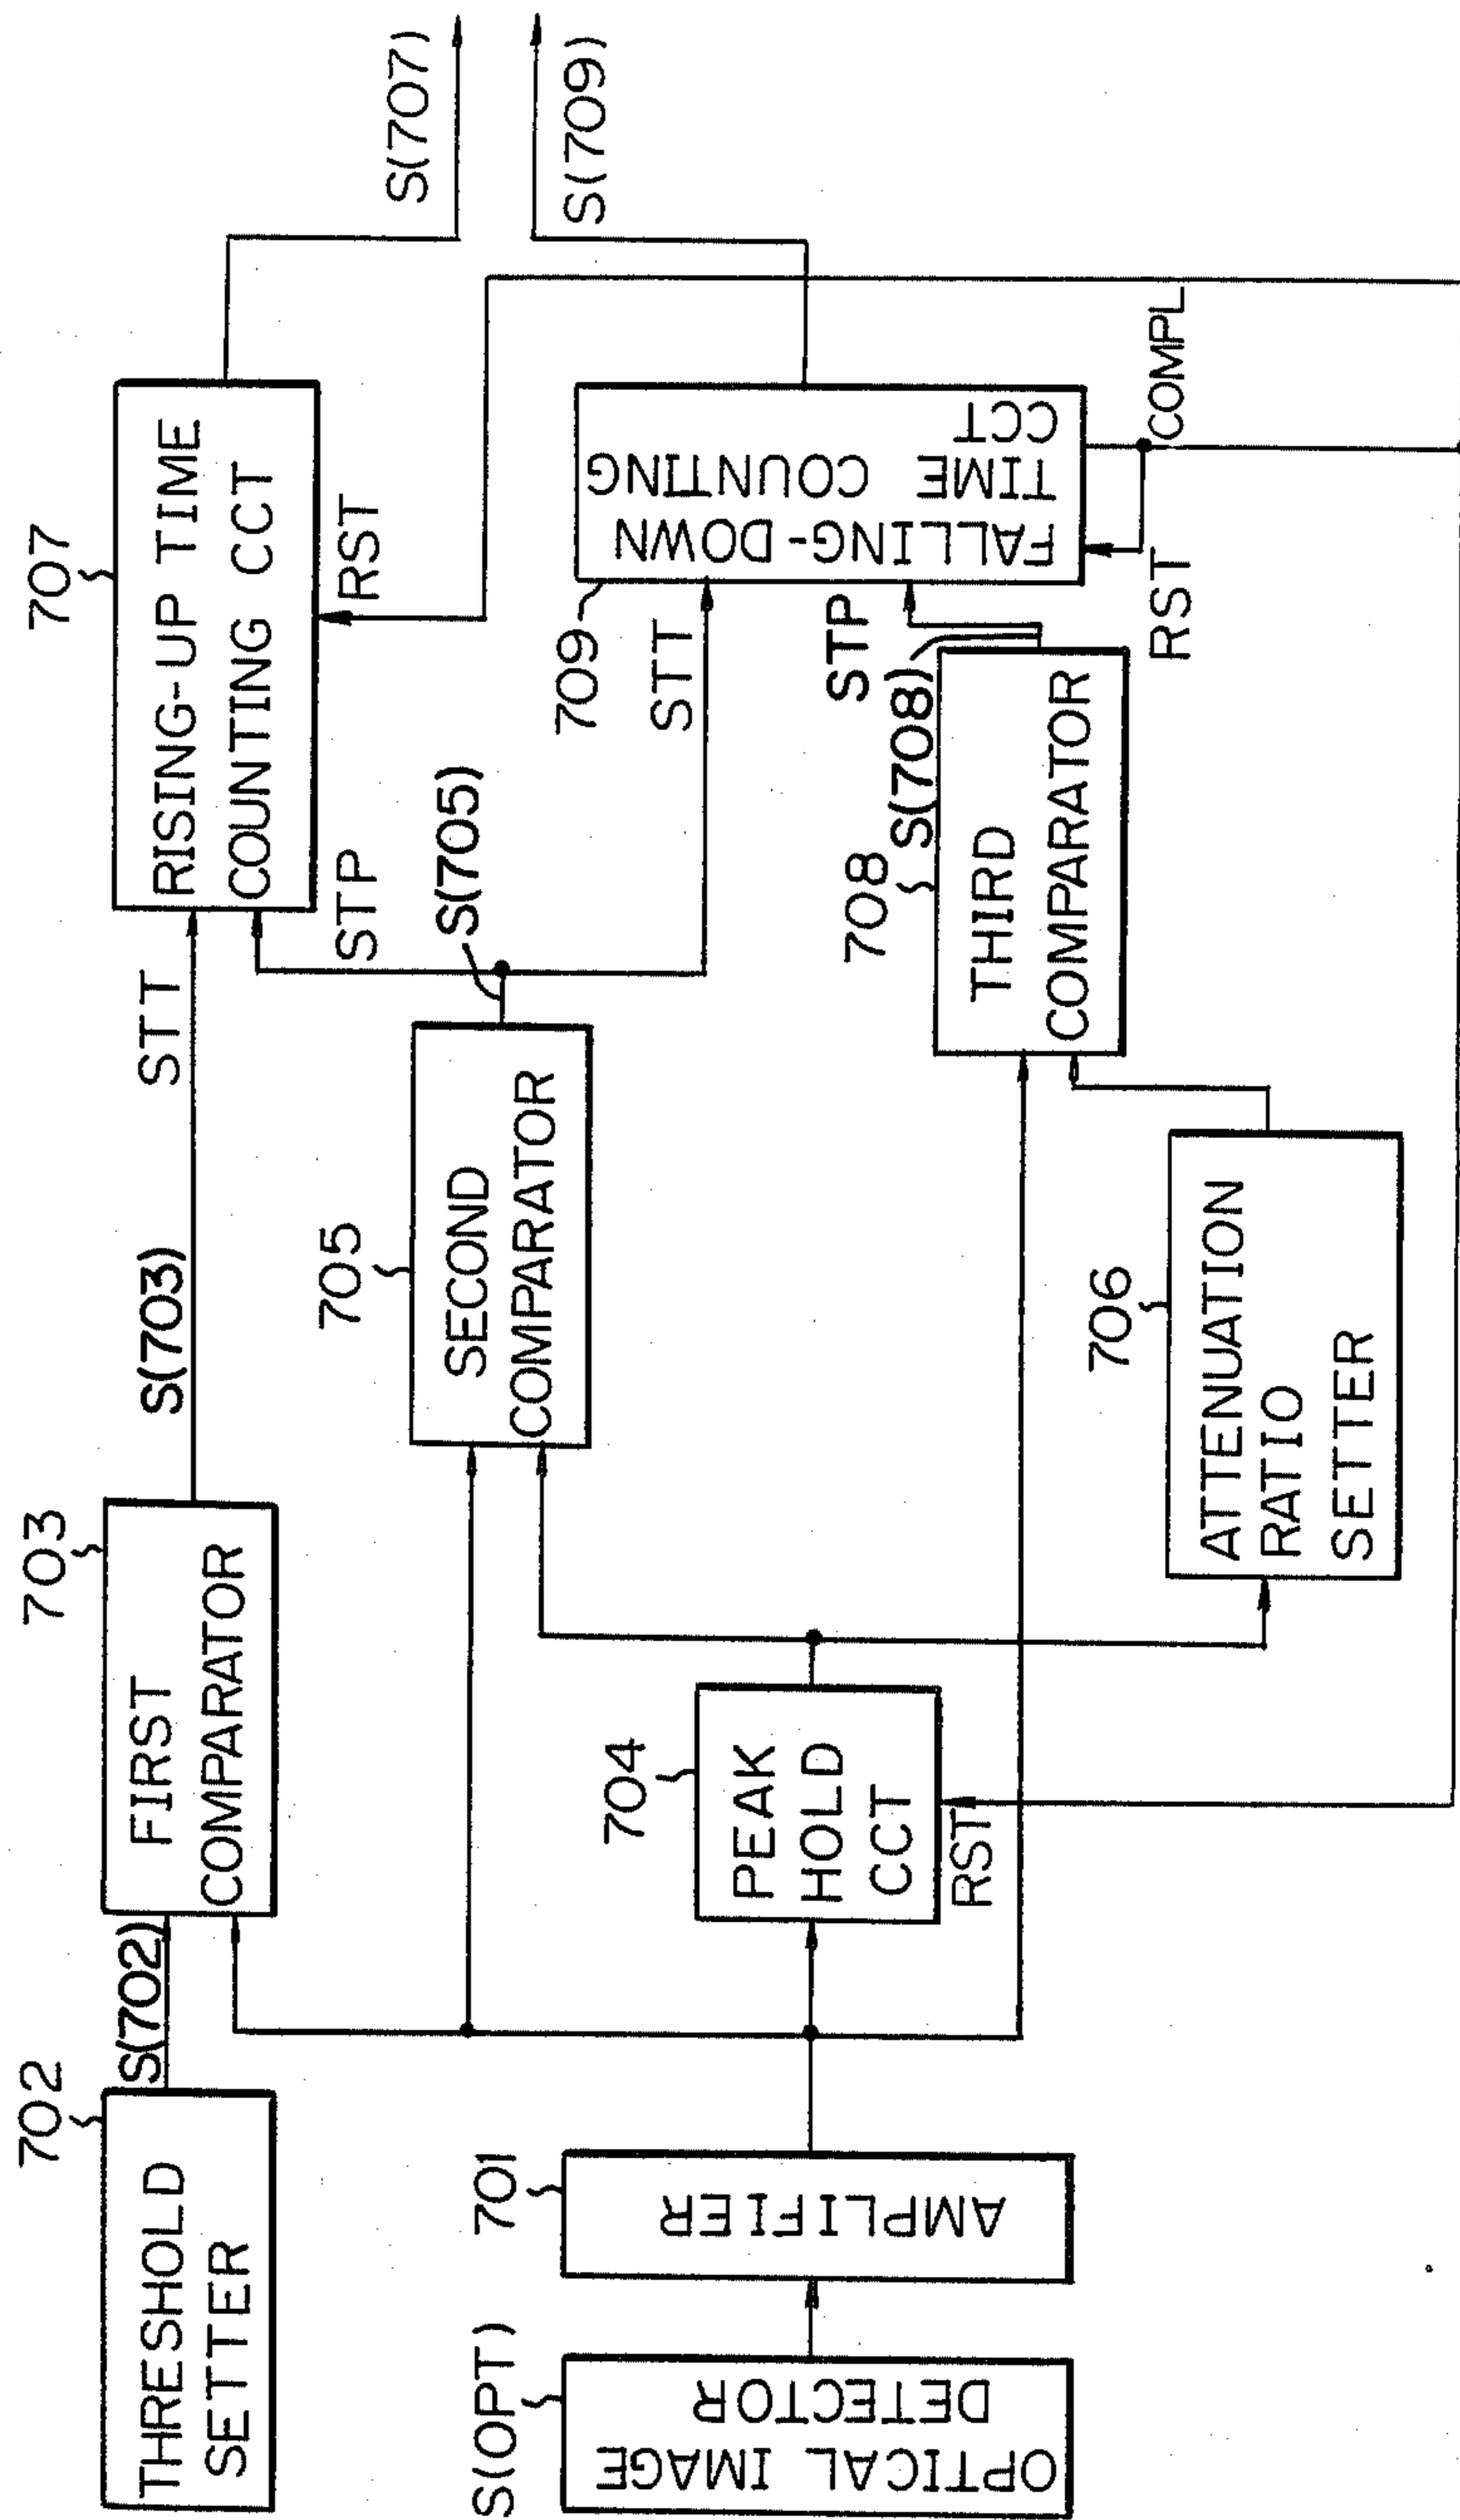 702
THRESHOLD
SETTER
S(702)
703
FIRST
COMPARATOR
S(703)
STT
707
RISING-UP TIME
COUNTING CCT
STP
RST
S(707)
S(709)
705
SECOND
COMPARATOR
S(705)
STT
709
FALLING-DOWN
TIME COUNTING
CCT
STP
RST
COMPL
S(OPT)
OPTICAL IMAGE
DETECTOR
701
AMPLIFIER
704
PEAK
HOLD
CCT
RST
706
ATTENUATION
RATIO
SETTER
708
THIRD
COMPARATOR
S(708)